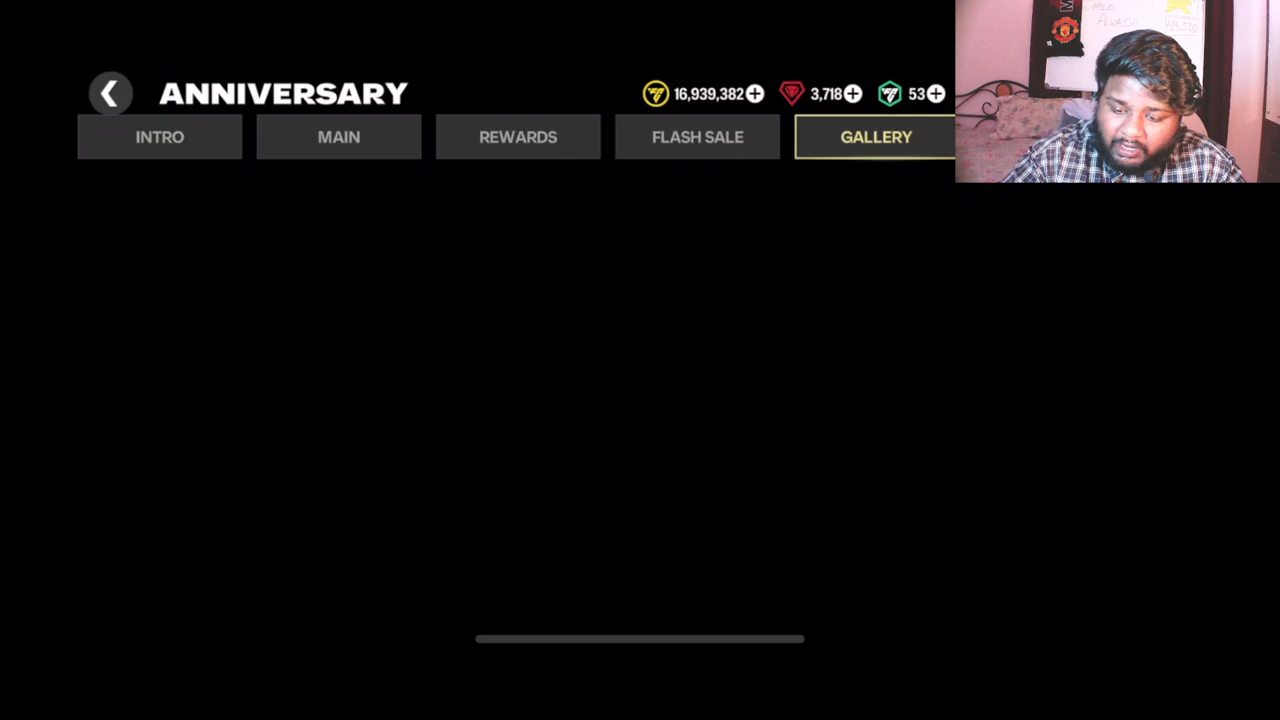 ANNIVERSARY
16,939,382
3,718
53
INTRO
MAIN
REWARDS
FLASH SALE
GALLERY